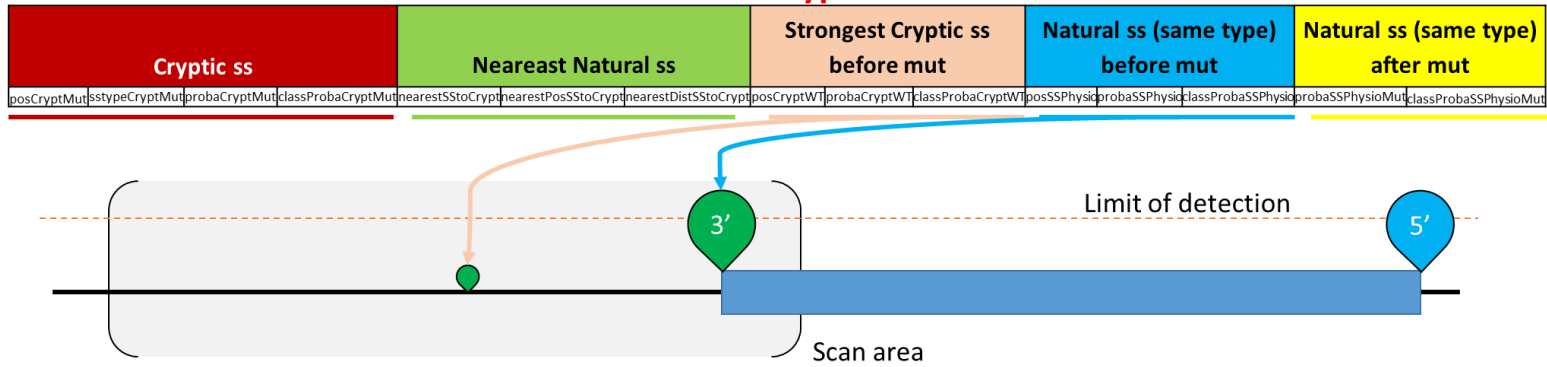 Cryptic ss
Neareast Natural ss
Strongest Cryptic ss
before mut
Natural ss (same type)
before mut
Natural ss (same type)
after mut
posCryptMut sstypeCryptMut probaCryptMut classProbaCryptMut nearestSStoCrypt nearestPosSStoCrypt nearestDistSStoCrypt posCryptWT probaCryptWT classProbaCryptWT posSSPhysio probaSSPhysio classProbaSSPhysio probaSSPhysioMut classProbaSSPhysioMut
Limit of detection
3’
5’
Scan area